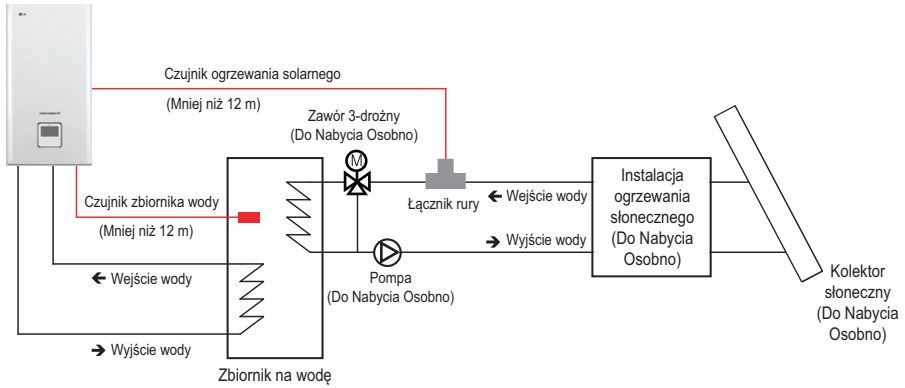 LG
Czujnik ogrzewania solarnego
(Mniej niż 12 m)
Zawór 3-drożny
(Do Nabycia Osobno)
M
Łącznik rury
Wejście wody
Wyjście wody
Instalacja
ogrzewania
słonecznego
(Do Nabycia
Osobno)
Czujnik zbiornika wody
(Mniej niż 12 m)
Wejście wody
Wyjście wody
Pompa
(Do Nabycia Osobno)
Kolektor
słoneczny
(Do Nabycia
Osobno)
Zbiornik na wodę